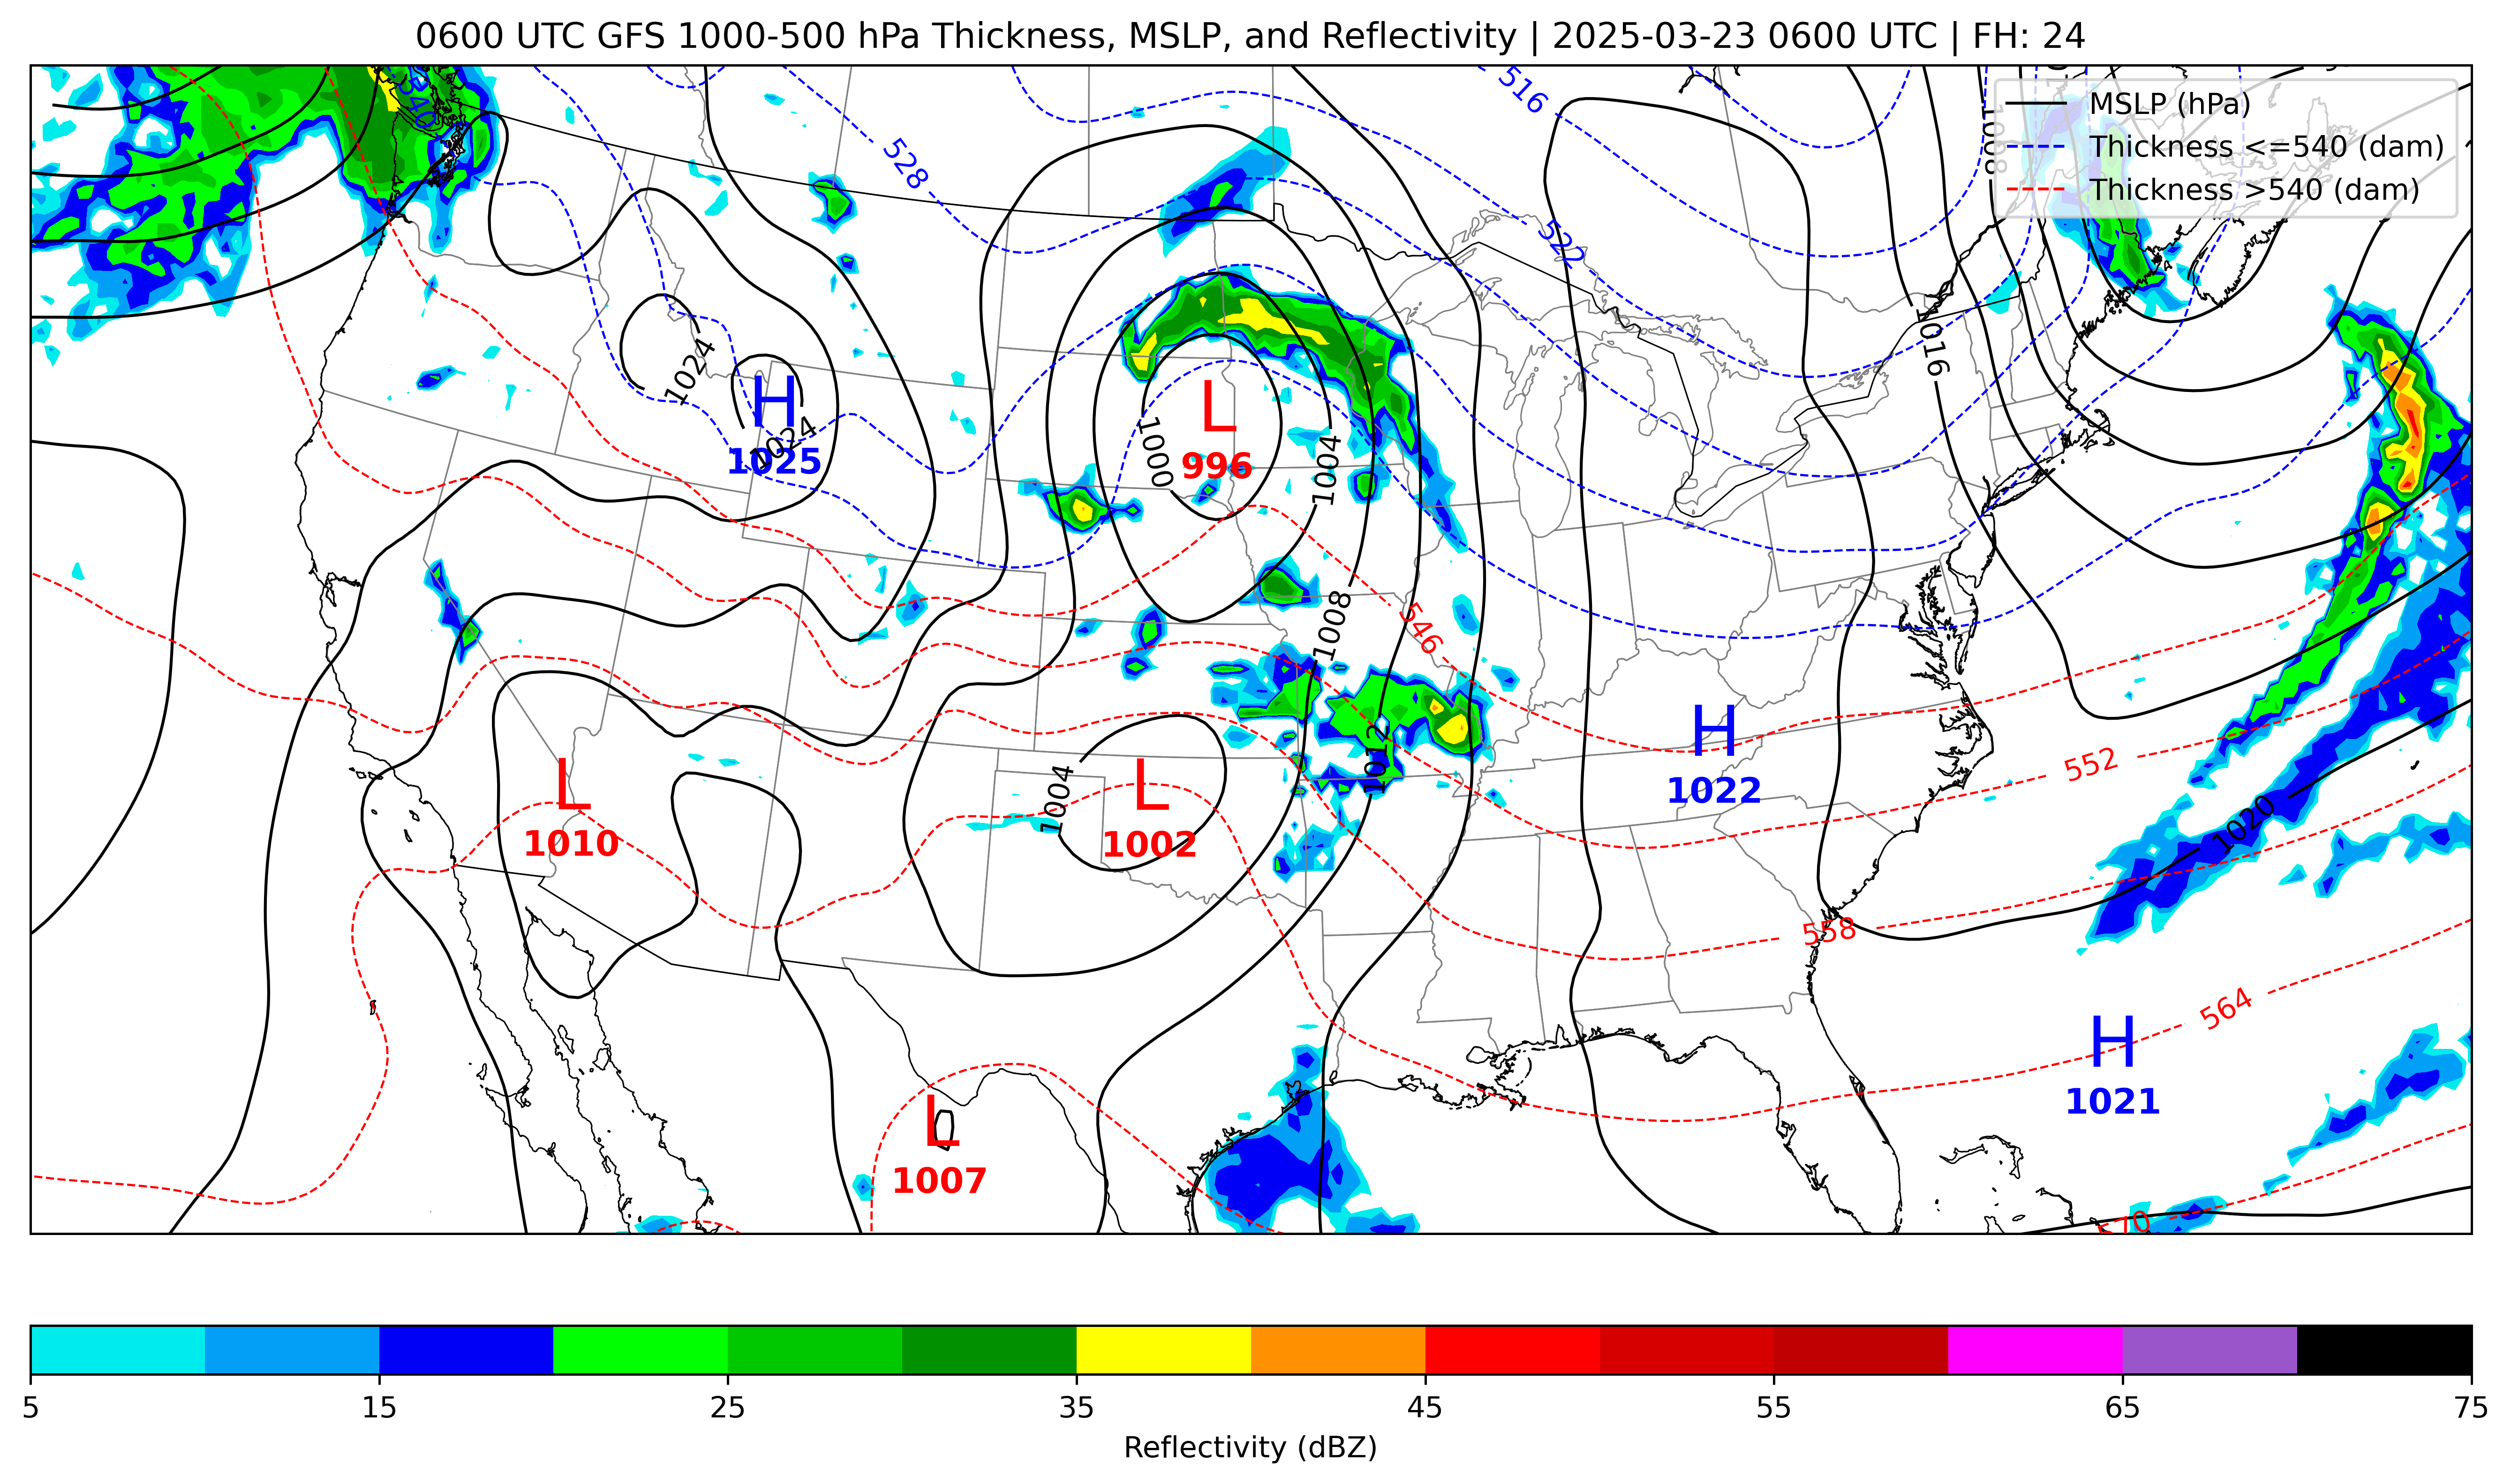 0600 UTC GFS 1000-500 hPa Thickness, MSLP, and Reflectivity | 2025-03-23 0600 UTC | FH: 24
MSLP (hPa)
Thickness <=540 (dam)
Thickness >540 (dam)
516
528
522
1008
1016
1024
H
1025
1024
L
996
1000
1004
1008
546
H
1022
1012
552
L
1010
1004
L
1002
1020
558
564
H
1021
L
1007
5
15
25
35
45
55
65
75
Reflectivity (dBZ)